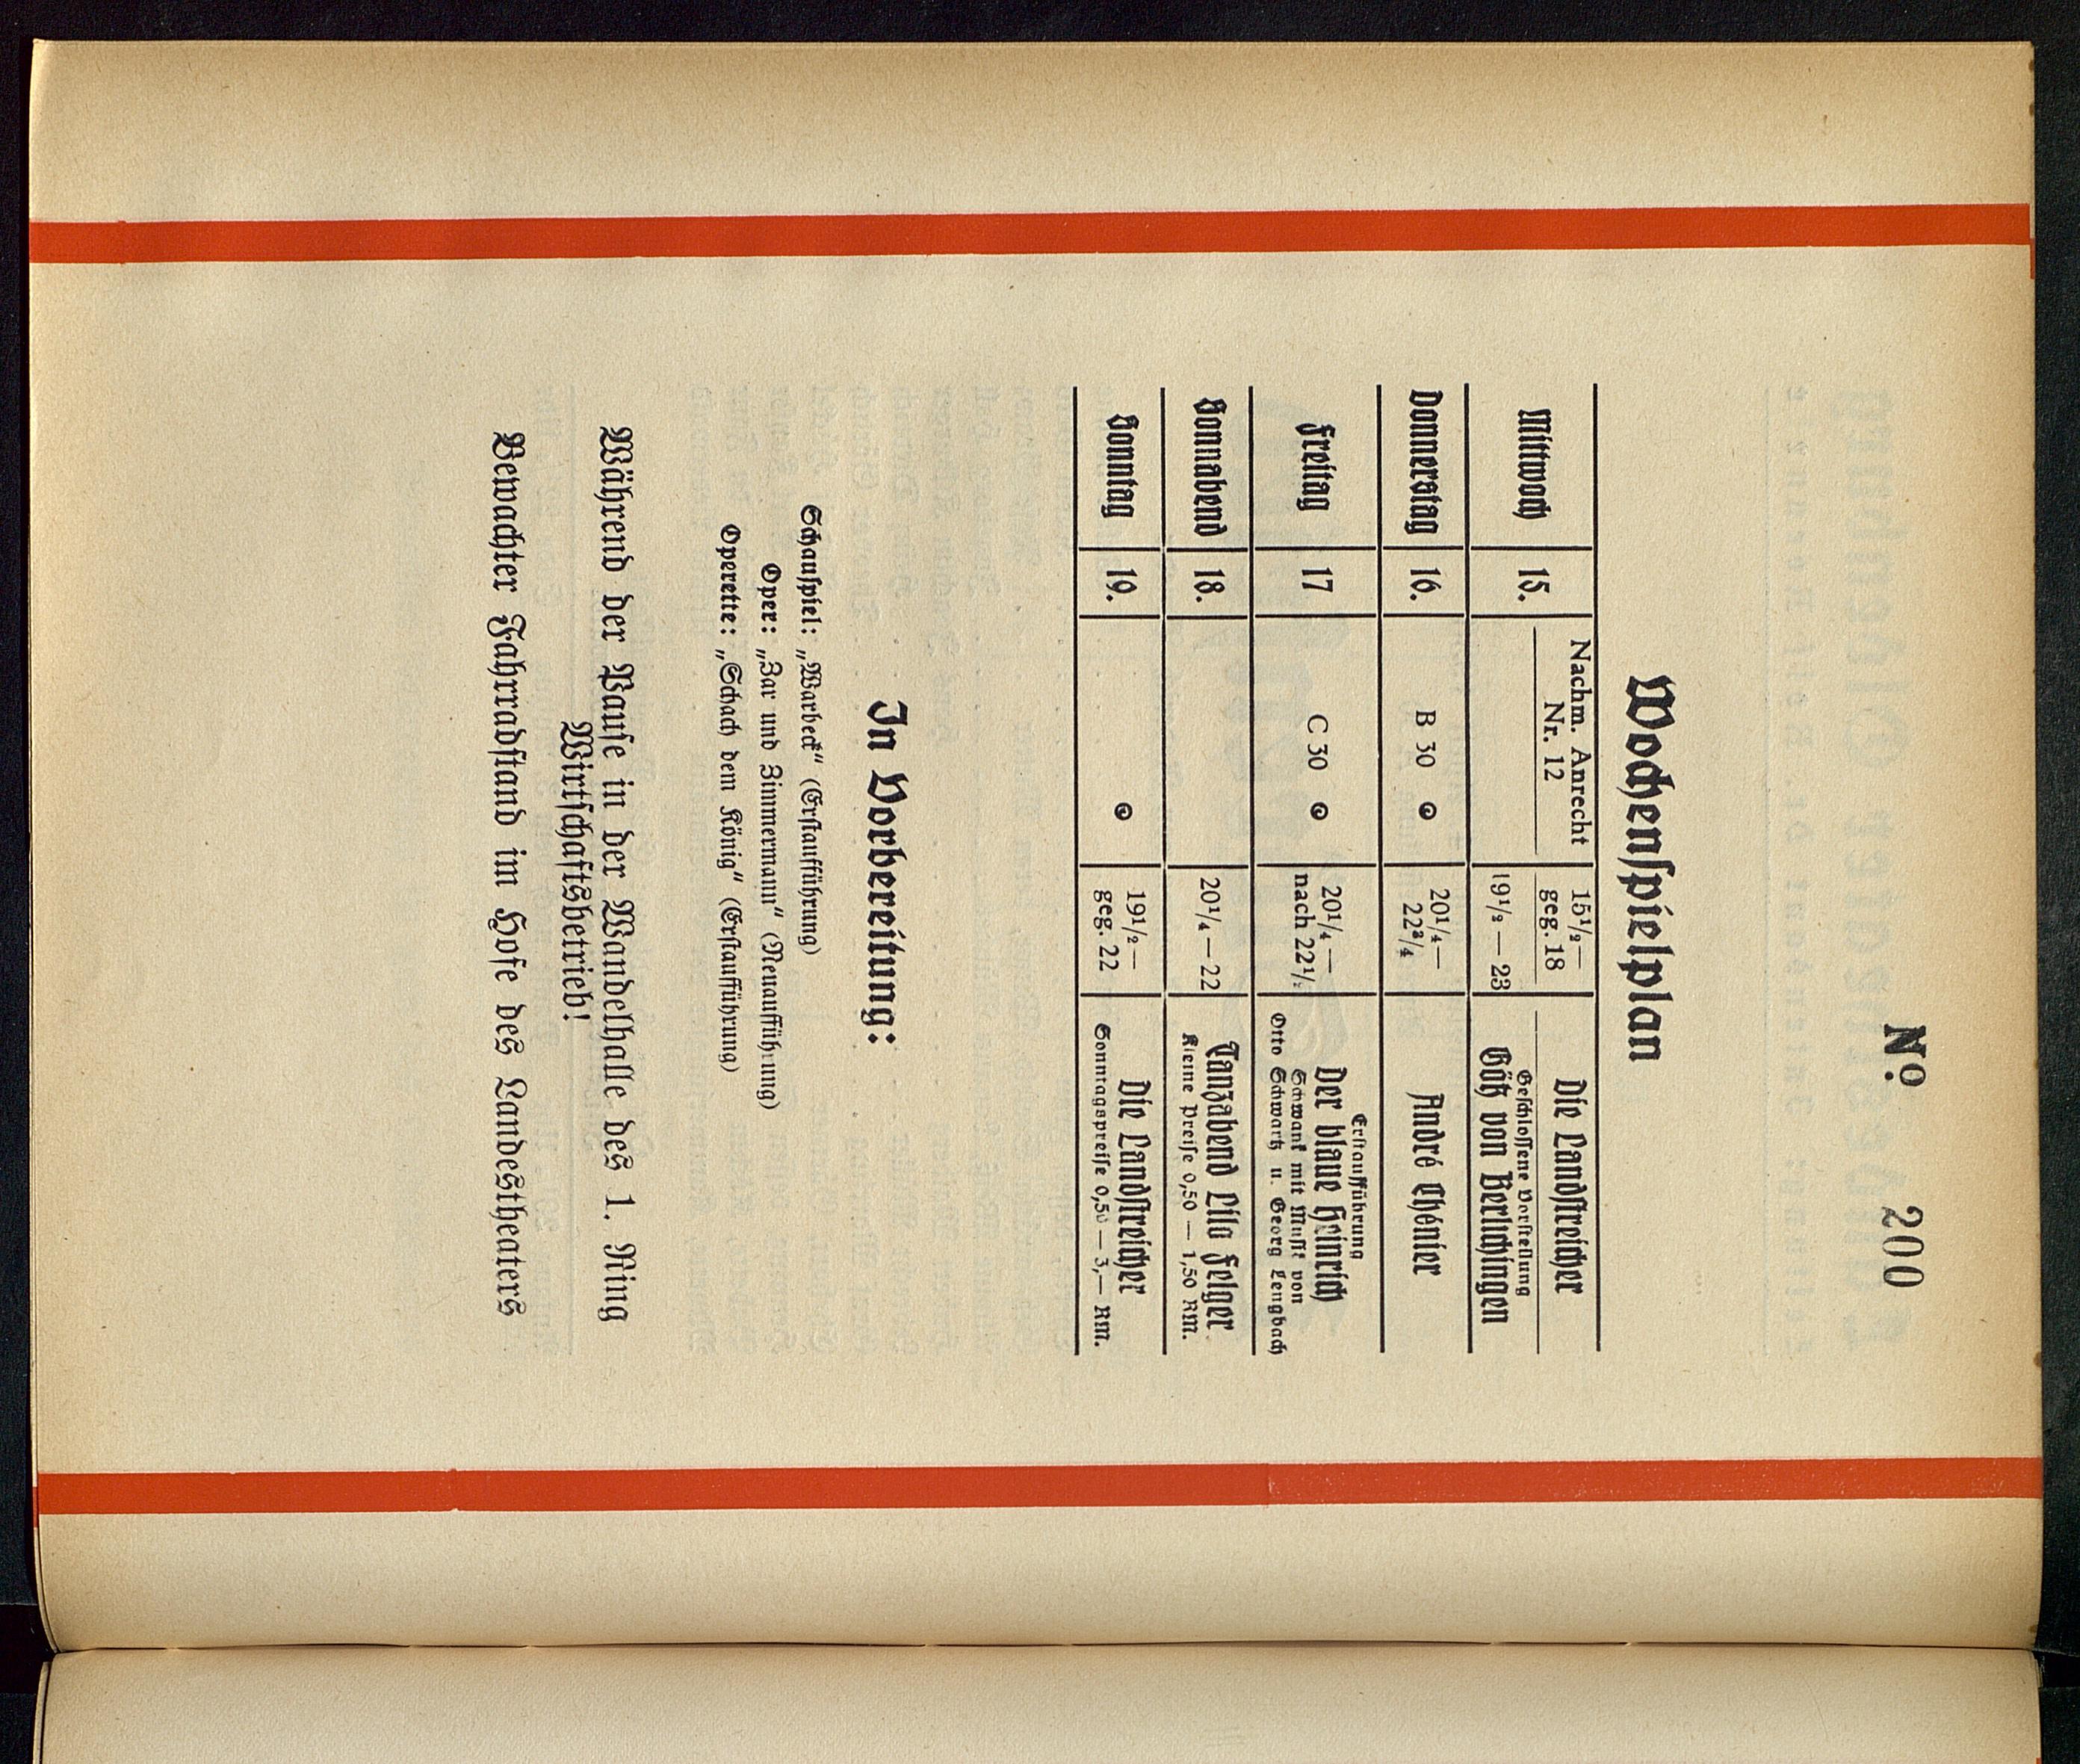 Nº 200
Wochenspielplan
Mittwoch 15. Nachm. Anrecht Nr. 12 15½— geg. 18 Die Landstreicher
19½ — 23 Geschlossene Vorstellung
Götz von Berlichingen
Donnerstag 16. B 30 G 20¼— 22¾ André Chénier
Freitag 17 C 30 G 20¼ — nach 22½ Erstaufführung
Der blaue Heinrich
Schwank mit Musik von
Otto Schwartz u. Georg Lengbach
Sonnabend 18. 20¼ — 22 Tanzabend Lilo Felger
Kleine Preise 0,50 — 1,50 RM.
Sonntag 19. G 19½ — geg. 22 Die Landstreicher
Sonntagspreise 0,50 — 3,— RM.
In Vorbereitung:
Schauspiel: „Warbeck“ (Erstaufführung)
Oper: „Zar und Zimmermann“ (Neuaufführung)
Operette: „Schach dem König“ (Erstaufführung)
Während der Pause in der Wandelhalle des 1. Ring
Wirtschaftsbetrieb!
Bewachter Fahrradstand im Hofe des Landestheaters